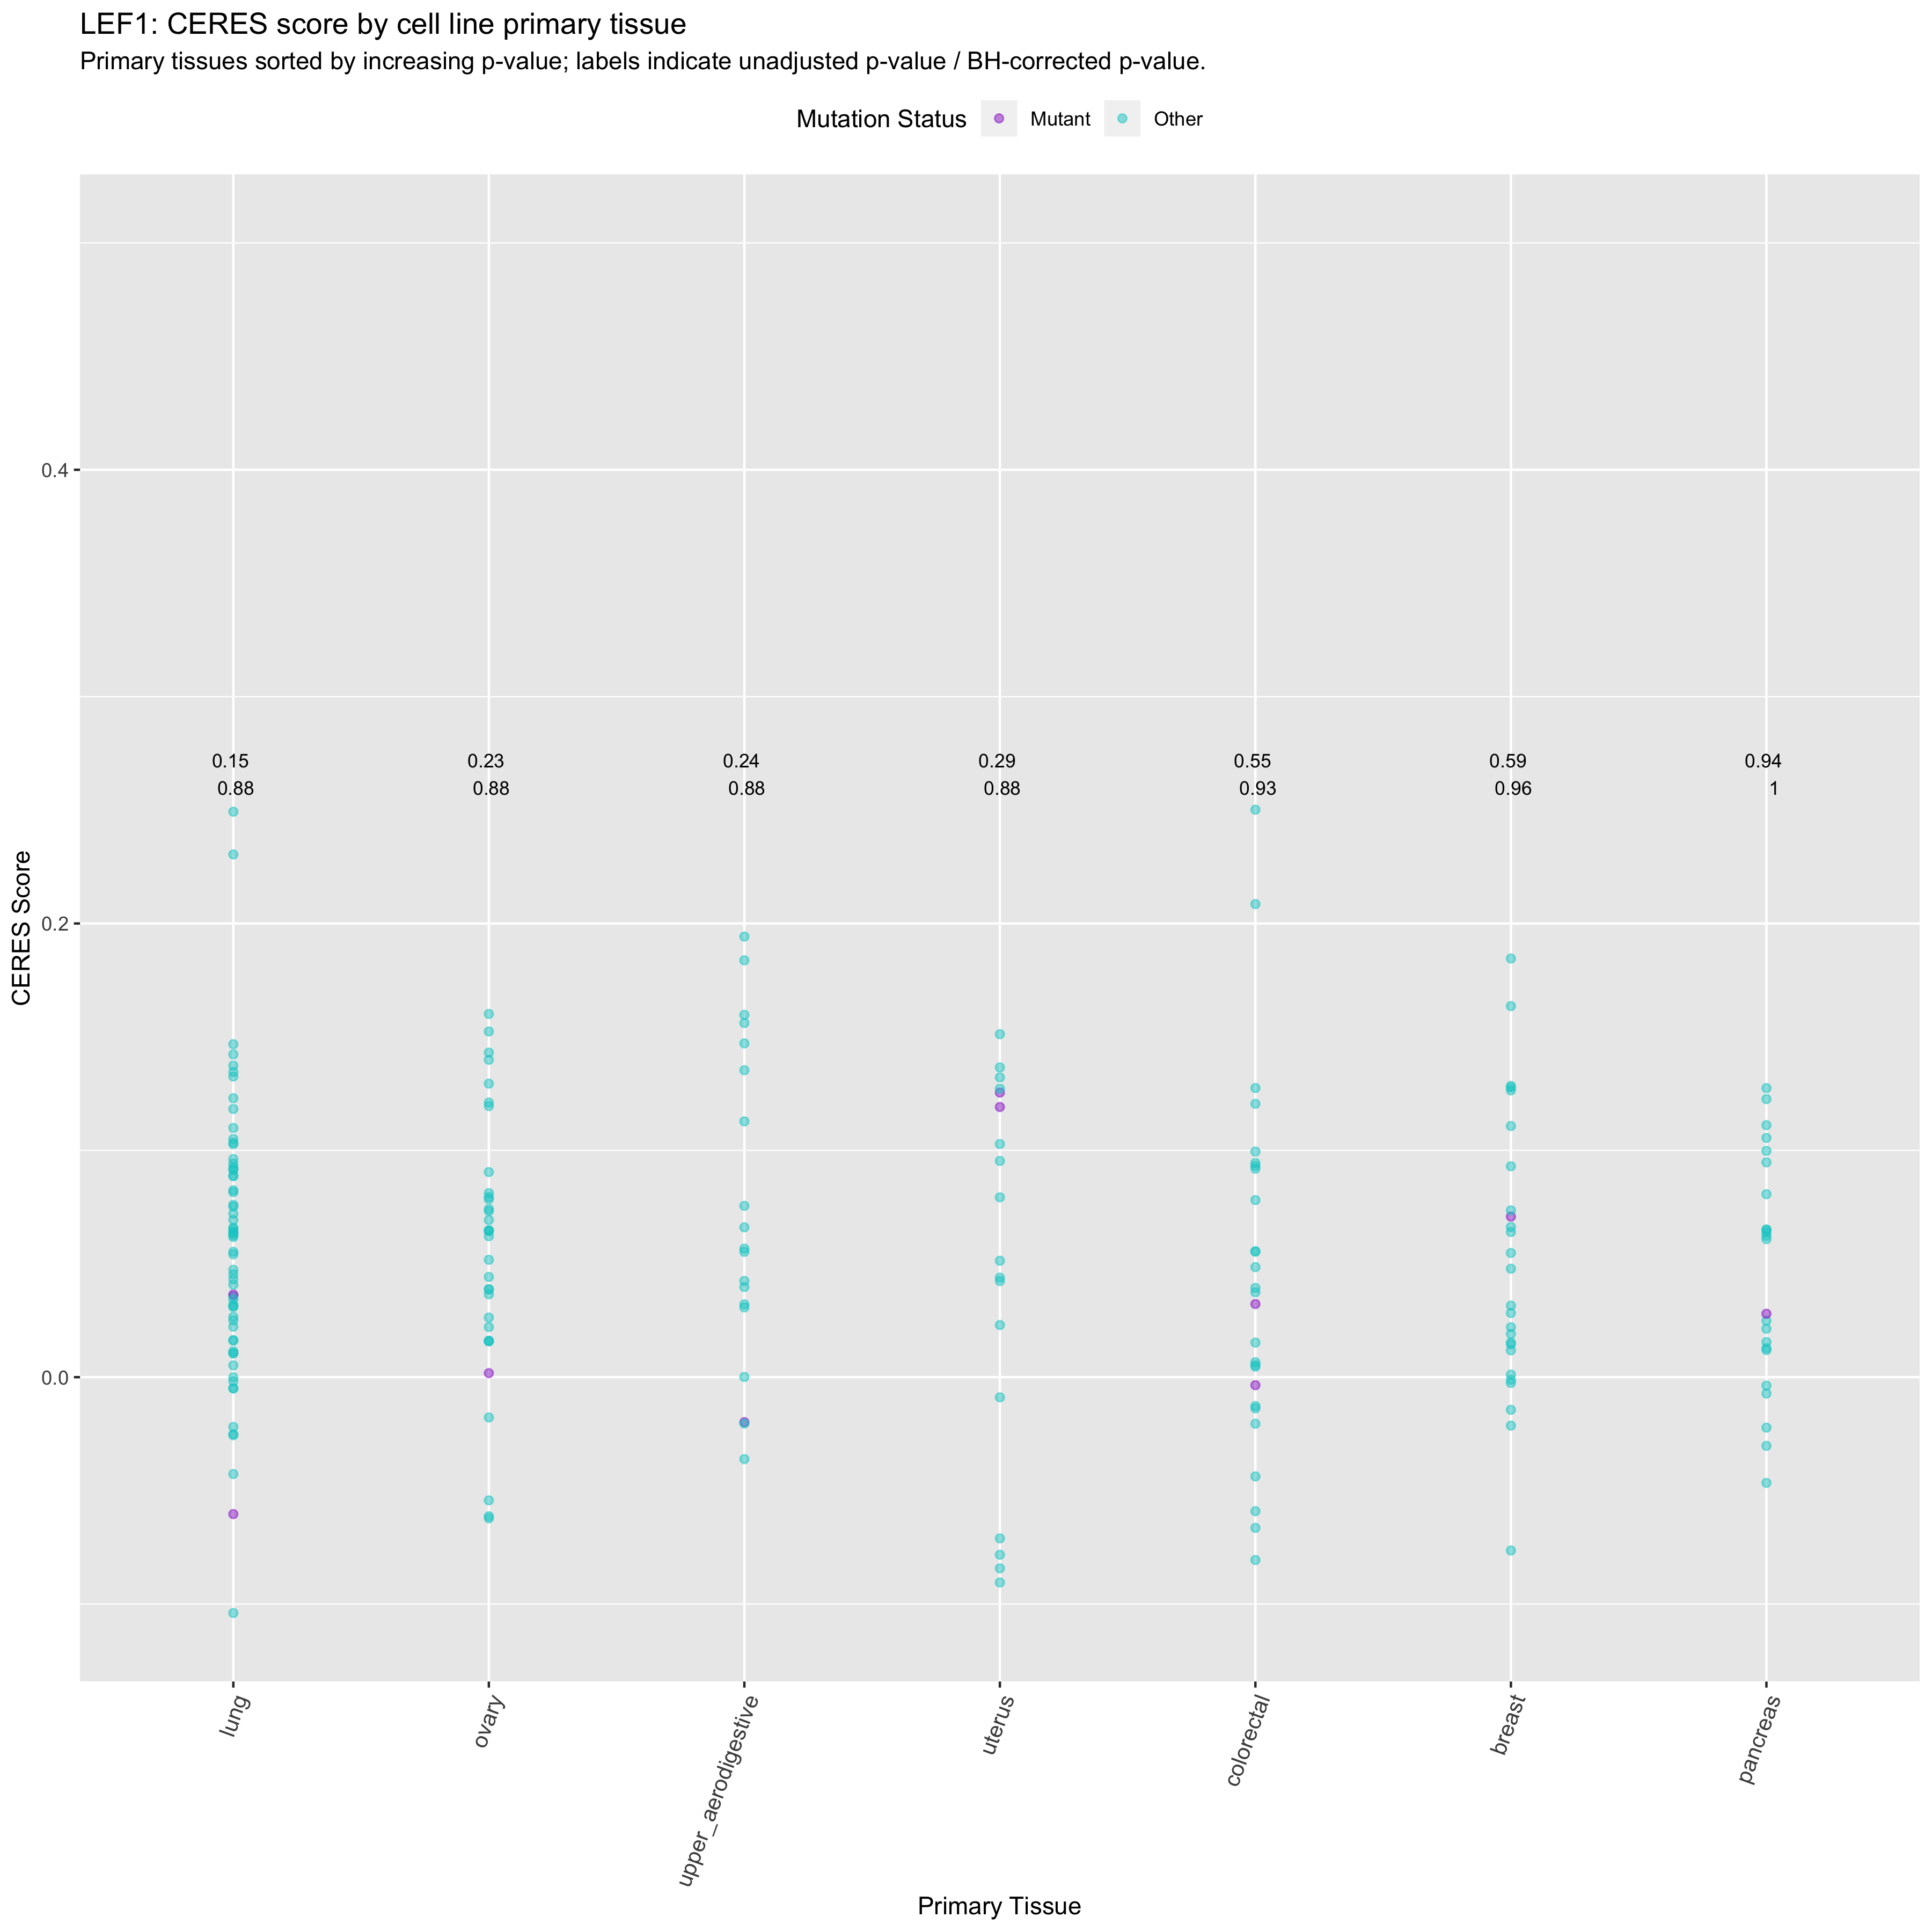 LEF1: CERES score by cell line primary tissue
Primary tissues sorted by increasing p-value; labels indicate unadjusted p-value / BH-corrected p-value.
Mutation Status Mutant Other
0.4
0.15 0.23 0.24 0.29 0.55 0.59 0.94
0.88 0.88 0.88 0.88 0.93 0.96 1
CERES Score
0.2
0.0
lung
ovary
upper_aerodigestive
uterus
colorectal
breast
pancreas
Primary Tissue